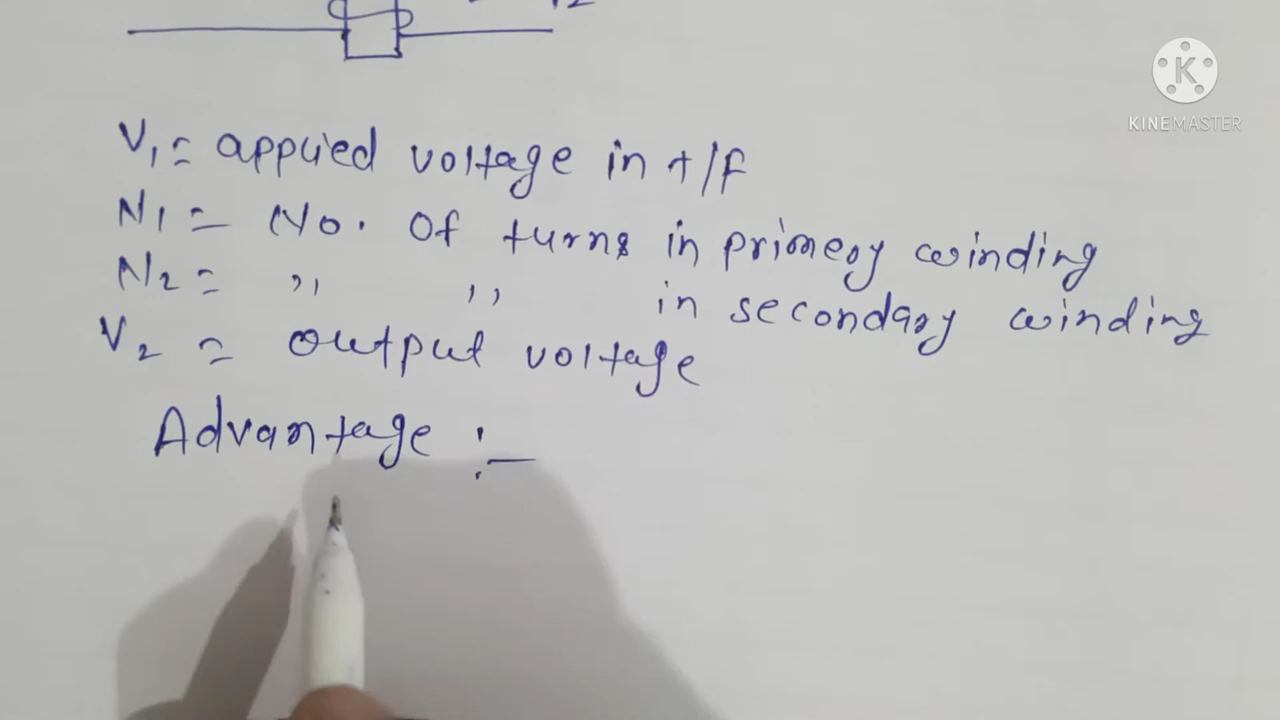 K
KINEMASTER
V1 = applied voltage in t/f
N1 = No. of turns in primery winding
N2 = ,, ,, in secondary winding
V2 = output voltage
Advantage :-